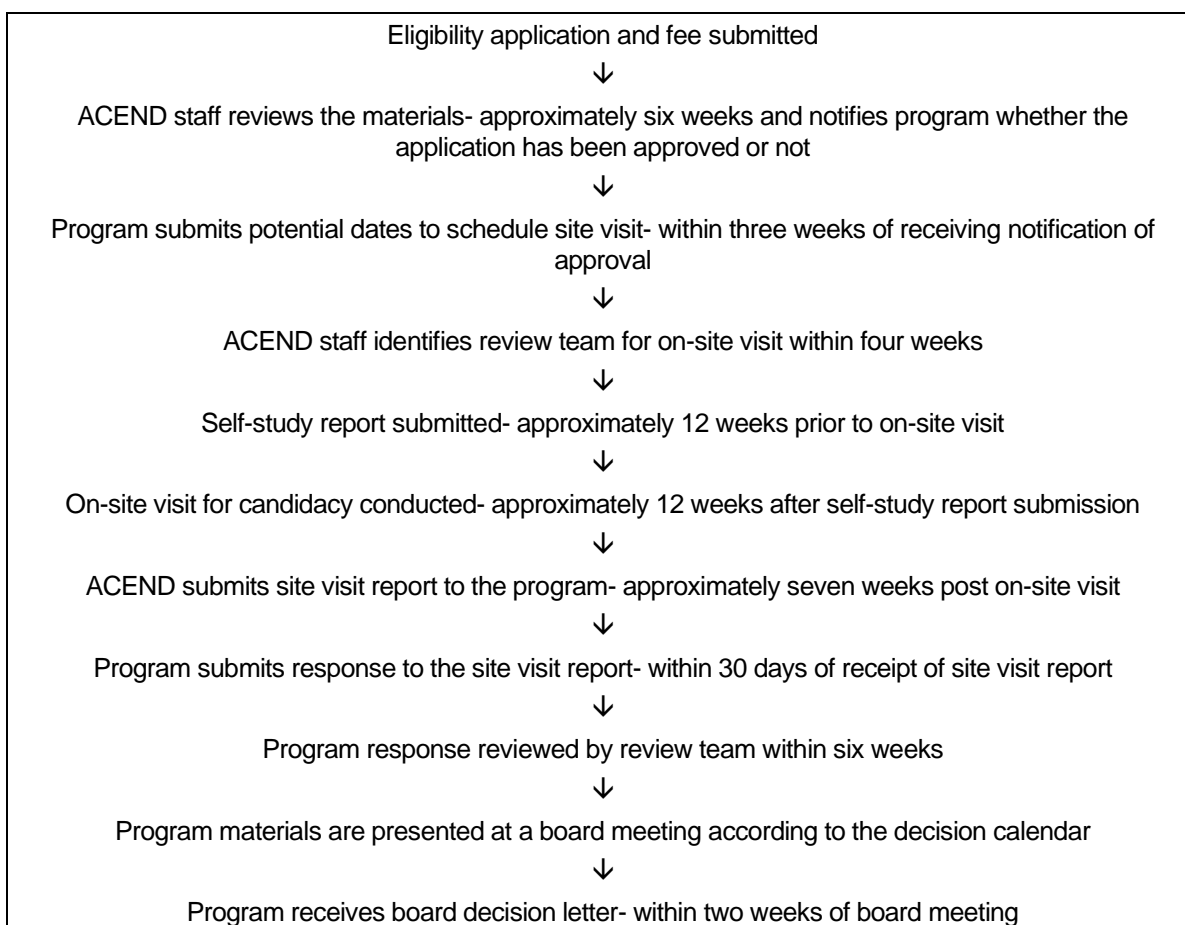 Eligibility application and fee submitted
↓
ACEND staff reviews the materials- approximately six weeks and notifies program whether the
application has been approved or not
↓
Program submits potential dates to schedule site visit- within three weeks of receiving notification of
approval
↓
ACEND staff identifies review team for on-site visit within four weeks
↓
Self-study report submitted- approximately 12 weeks prior to on-site visit
↓
On-site visit for candidacy conducted- approximately 12 weeks after self-study report submission
↓
ACEND submits site visit report to the program- approximately seven weeks post on-site visit
↓
Program submits response to the site visit report- within 30 days of receipt of site visit report
↓
Program response reviewed by review team within six weeks
↓
Program materials are presented at a board meeting according to the decision calendar
↓
Program receives board decision letter- within two weeks of board meeting